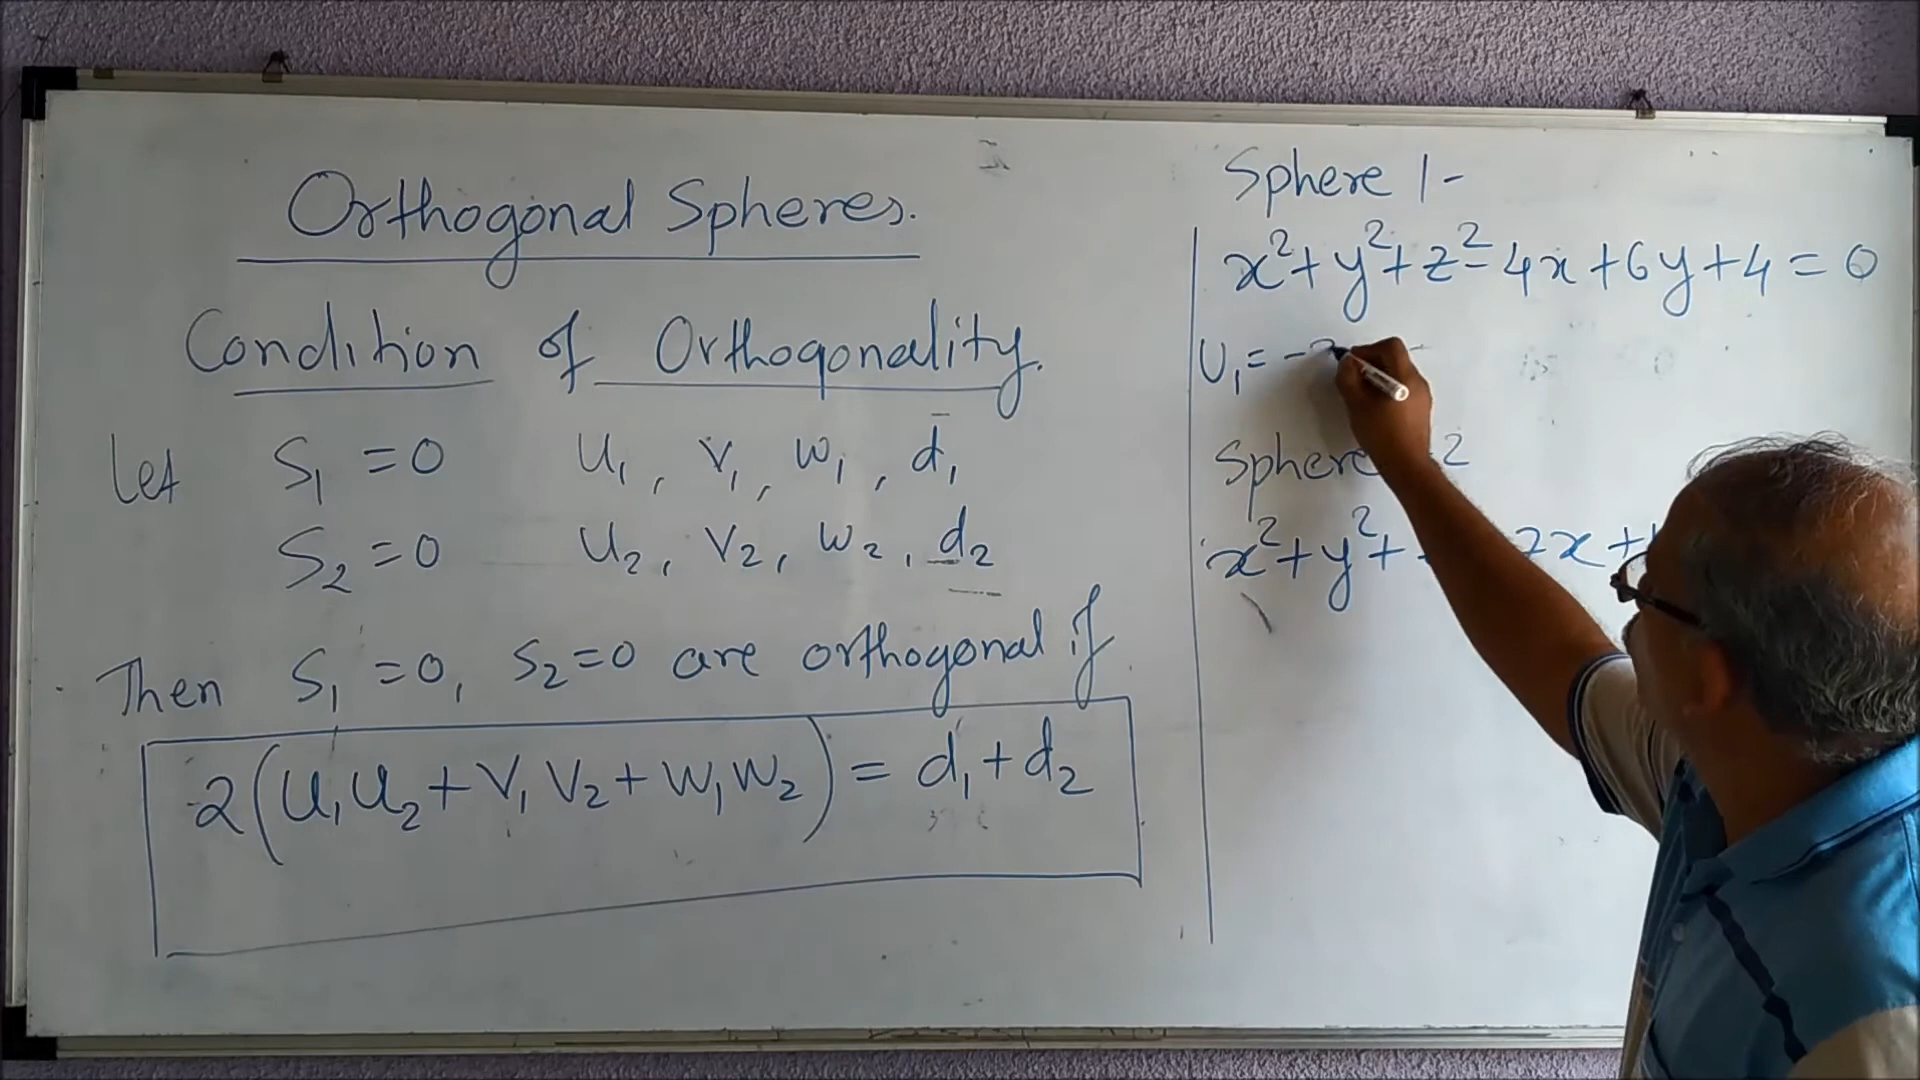 Orthogonal Spheres.
Condition of Orthogonality.
Let S₁ = 0 u₁, v₁, w₁, d₁
S₂ = 0 u₂, v₂, w₂, d₂
Then S₁ = 0, S₂ = 0 are orthogonal if
2(u₁u₂ + v₁v₂ + w₁w₂) = d₁ + d₂
Sphere 1 -
x² + y² + z² - 4x + 6y + 4 = 0
U₁ = -2
Sphere 2
x² + y² +